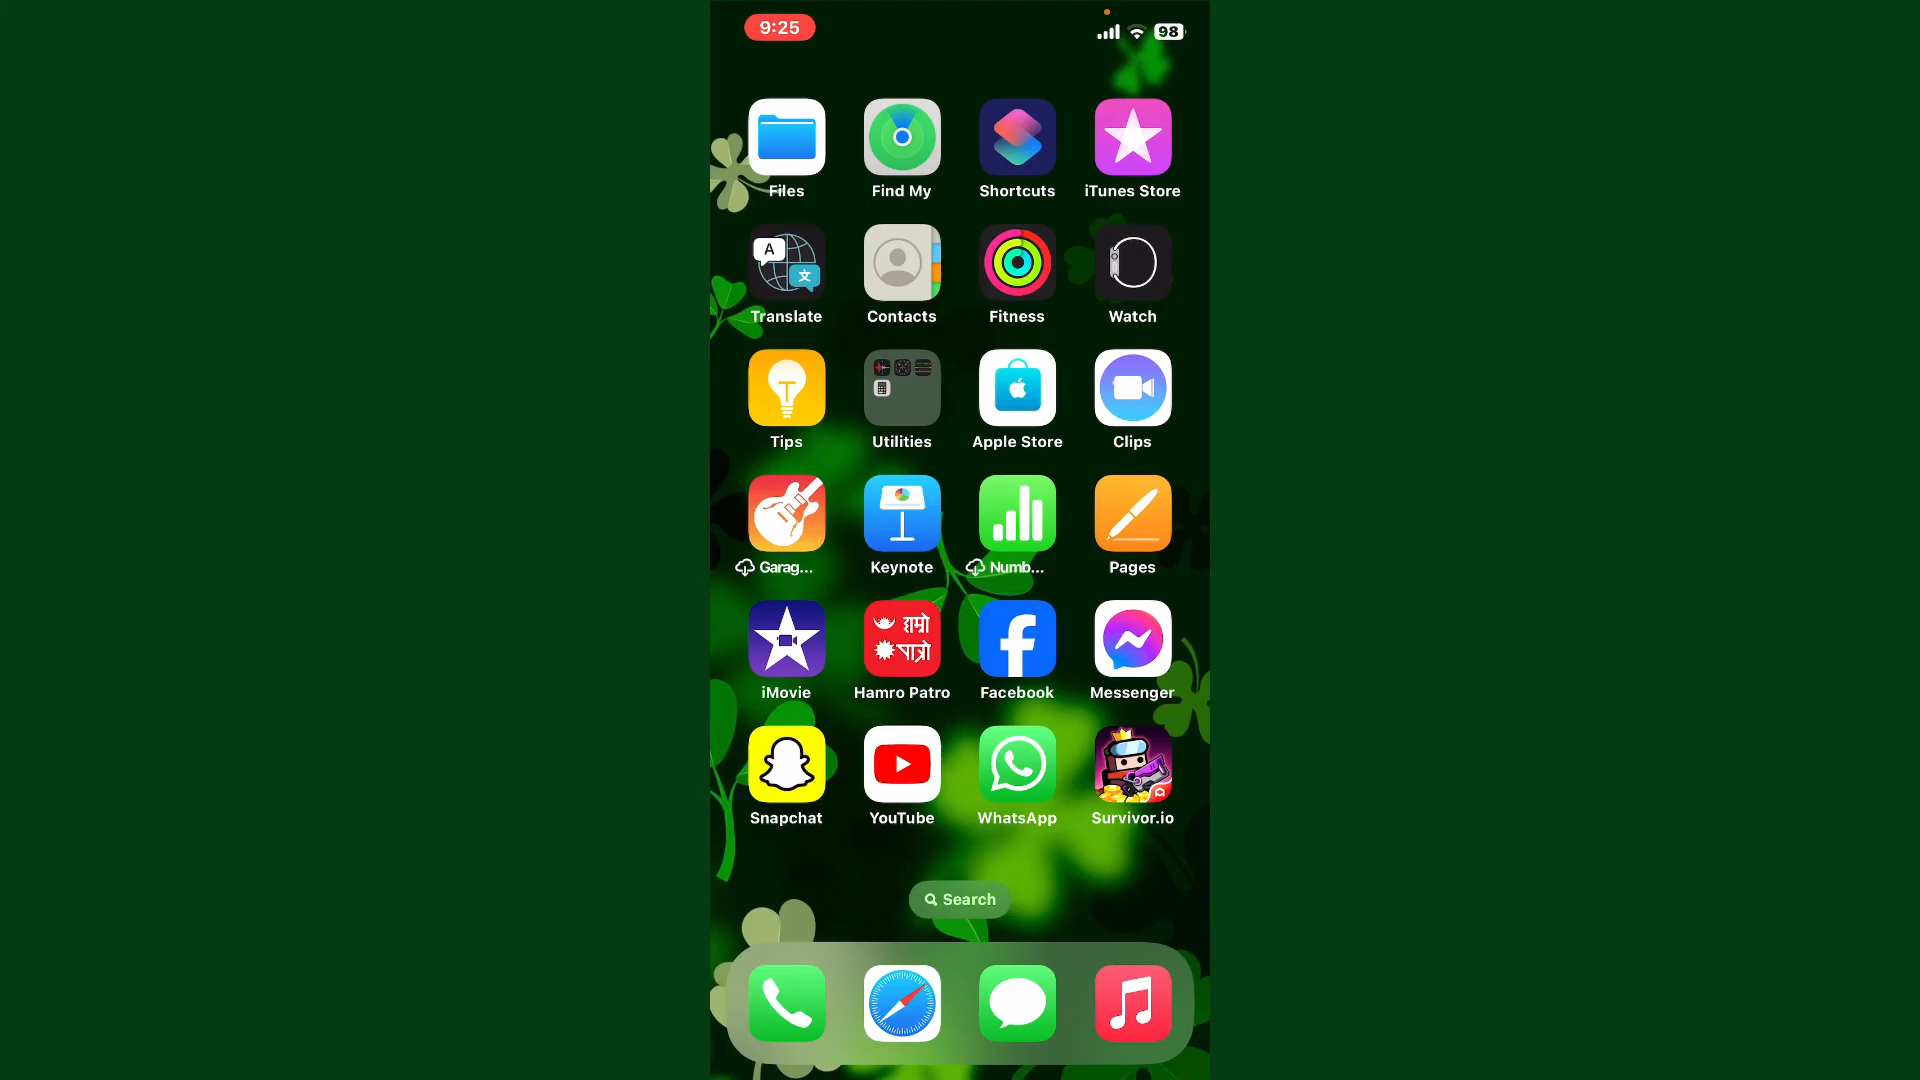 9:25
98
Files
Find My
Shortcuts
iTunes Store
A
文
Translate
Contacts
Fitness
Watch
Tips
Utilities
Apple Store
Clips
Garag...
Keynote
Numb...
Pages
हाम्रो
पात्रो
iMovie
Hamro Patro
Facebook
Messenger
Snapchat
YouTube
WhatsApp
Survivor.io
Search